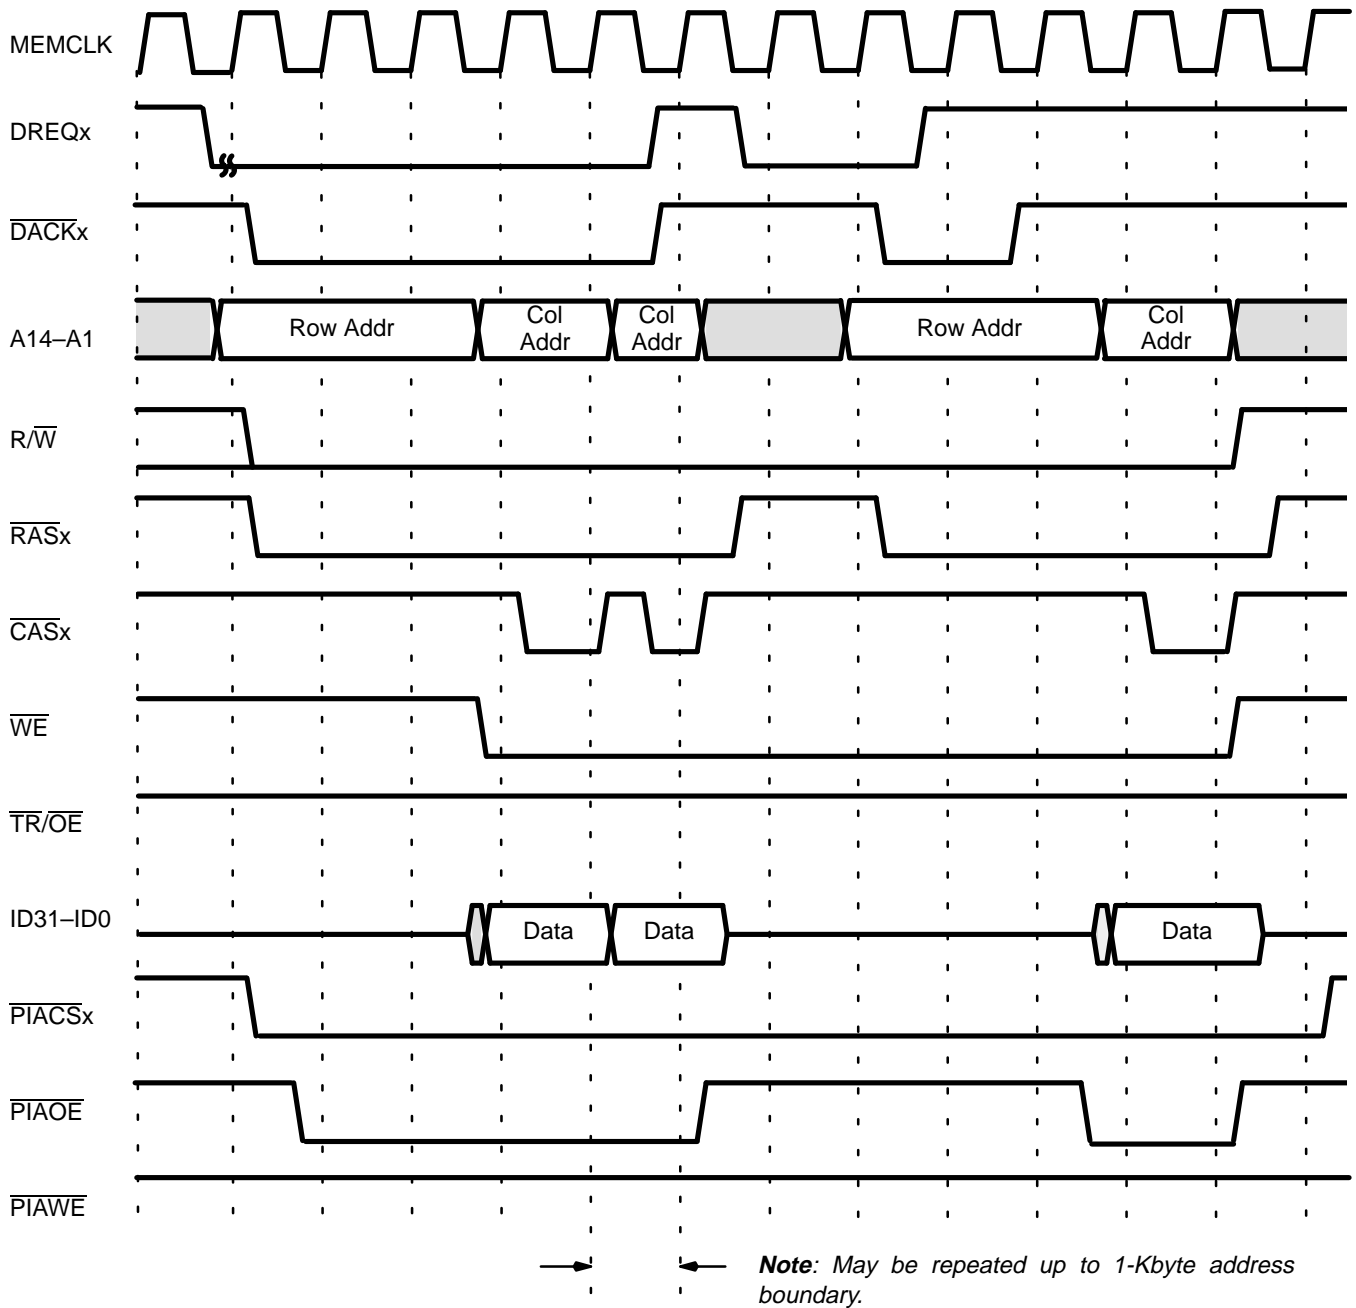 MEMCLK
DREQx
DACKx
A14–A1
Row Addr
Col
Addr
Col
Addr
Row Addr
Col
Addr
R/W
RASx
CASx
WE
TR/OE
ID31–ID0
Data
Data
Data
PIACSx
PIAOE
PIAWE
Note: May be repeated up to 1-Kbyte address
boundary.